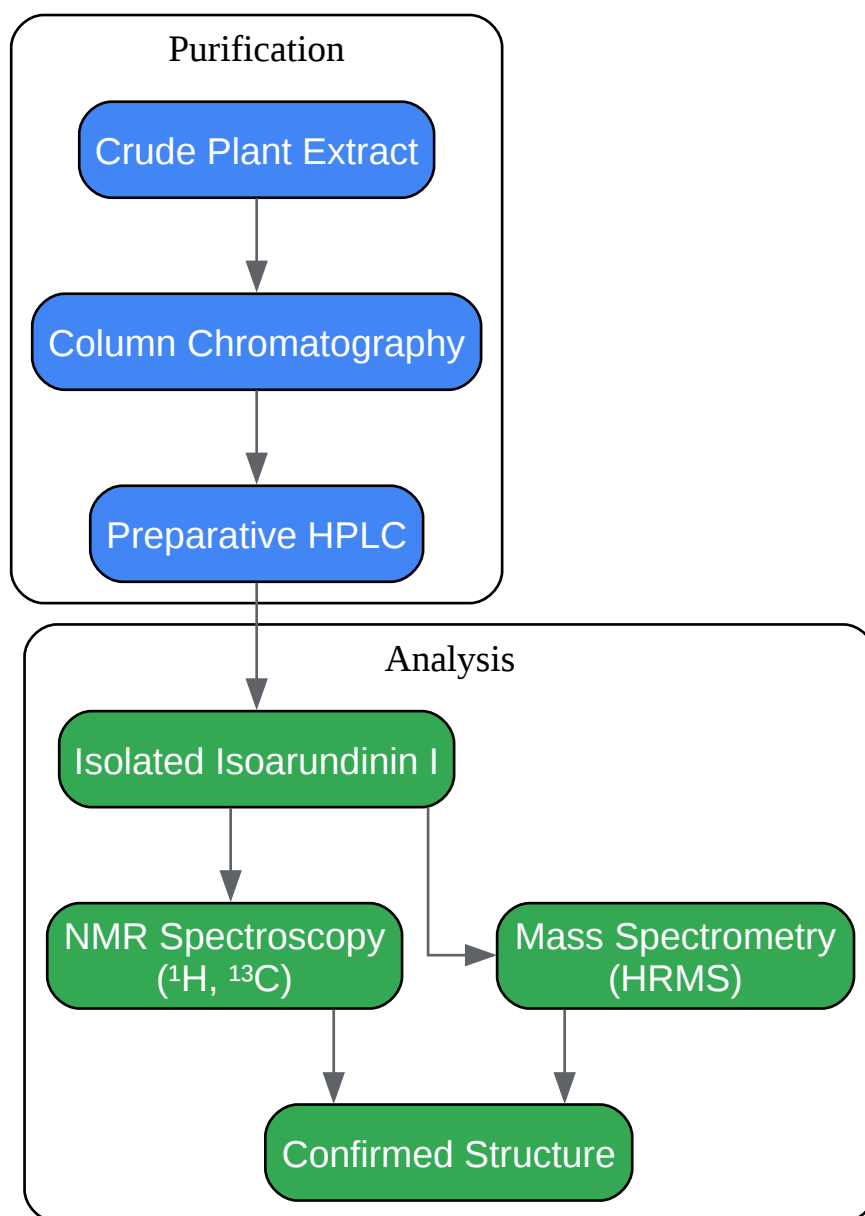 Purification
Crude Plant Extract
Column Chromatography
Preparative HPLC
Analysis
Isolated Isoarundinin I
NMR Spectroscopy
(¹H, ¹³C)
Mass Spectrometry
(HRMS)
Confirmed Structure